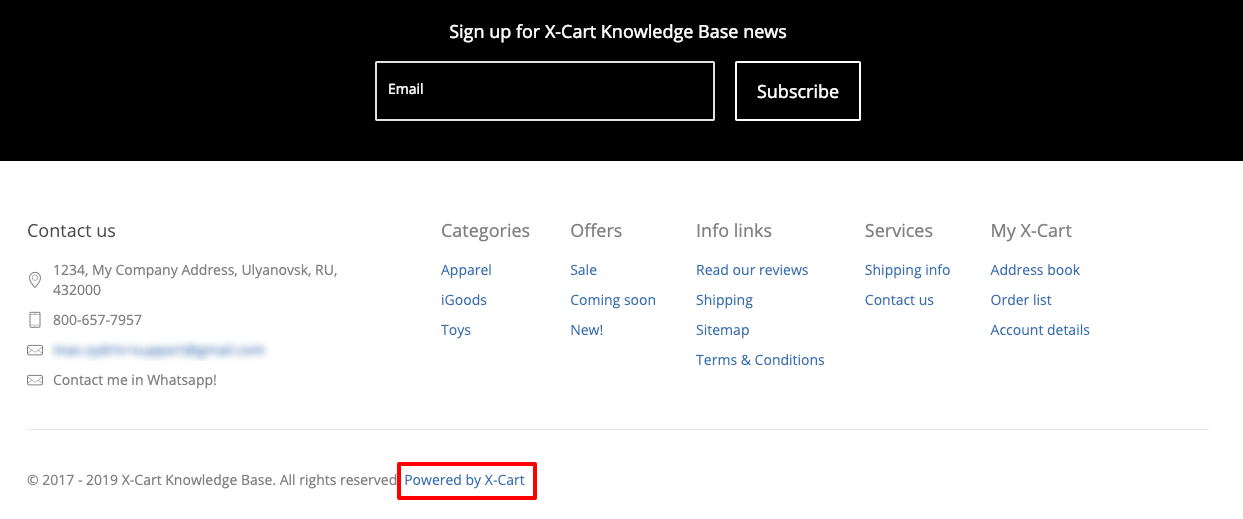 Sign up for X-Cart Knowledge Base news
Email
Subscribe
Contact us
1234, My Company Address, Ulyanovsk, RU,
432000
800-657-7957
Contact me in Whatsapp!
Categories
Apparel
iGoods
Toys
Offers
Sale
Coming soon
New!
Info links
Read our reviews
Shipping
Sitemap
Terms & Conditions
Services
Shipping info
Contact us
My X-Cart
Address book
Order list
Account details
© 2017 - 2019 X-Cart Knowledge Base. All rights reserved Powered by X-Cart